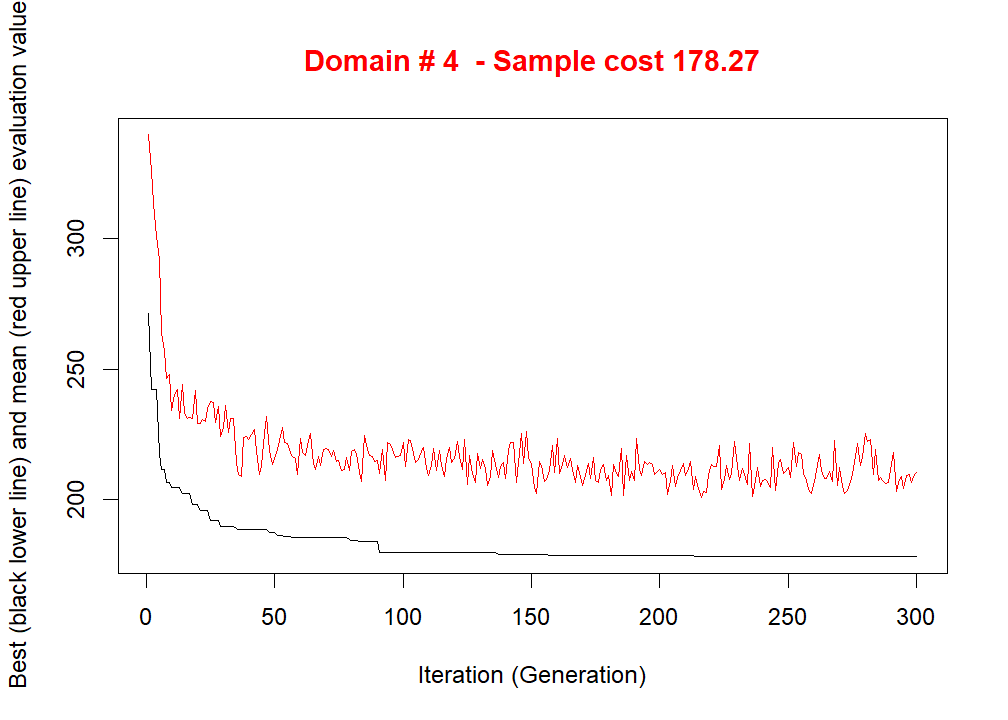 Domain # 4  - Sample cost 178.27
Best (black lower line) and mean (red upper line) evaluation value
300
250
200
0 50 100 150 200 250 300
Iteration (Generation)